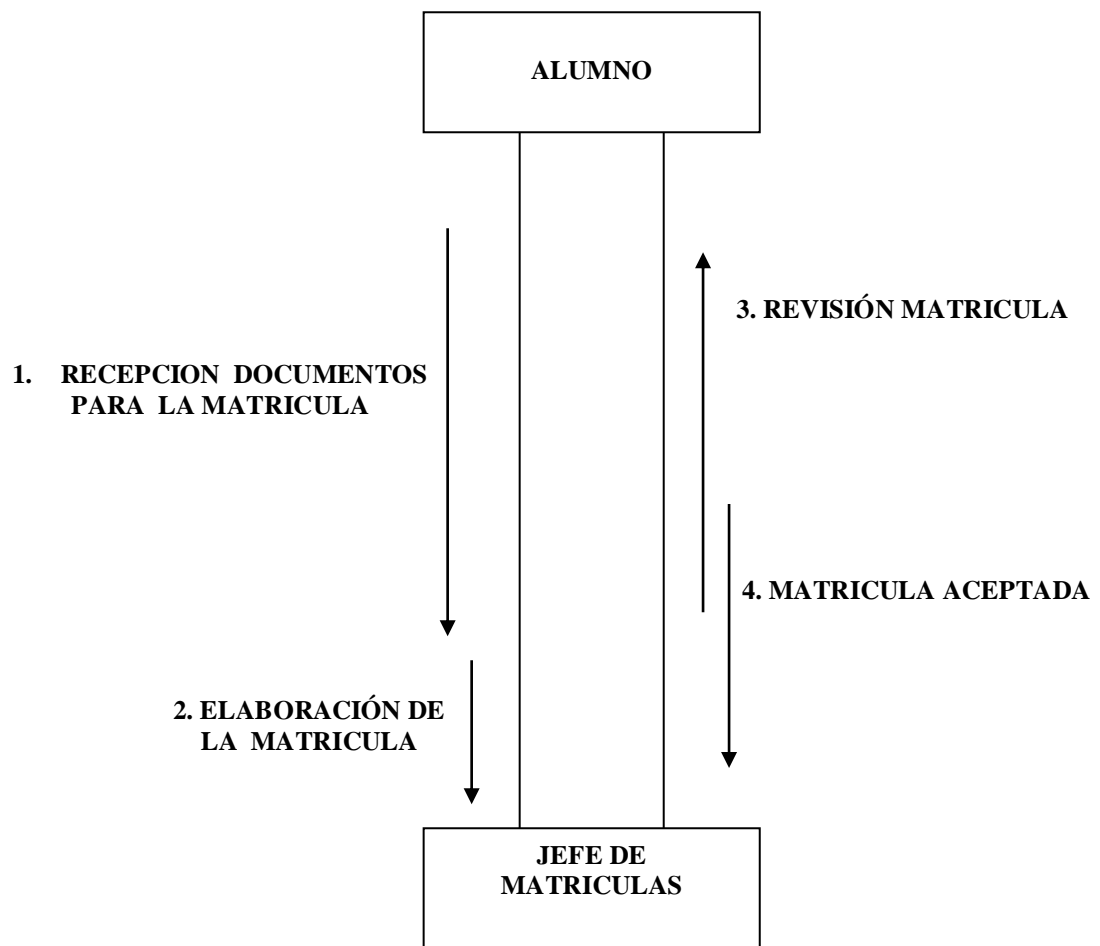 ALUMNO
3. REVISIÓN MATRICULA
1. RECEPCION DOCUMENTOS
PARA LA MATRICULA
4. MATRICULA ACEPTADA
2. ELABORACIÓN DE
LA MATRICULA
JEFE DE
MATRICULAS